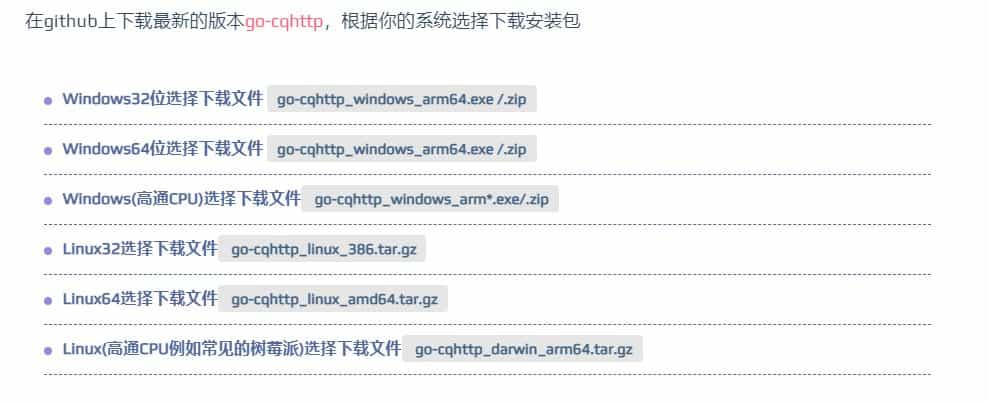 在github上下载最新的版本go-cqhttp，根据你的系统选择下载安装包
Windows32位选择下载文件 go-cqhttp_windows_arm64.exe /.zip
Windows64位选择下载文件 go-cqhttp_windows_arm64.exe /.zip
Windows(高通CPU)选择下载文件 go-cqhttp_windows_arm*.exe/.zip
Linux32选择下载文件 go-cqhttp_linux_386.tar.gz
Linux64选择下载文件 go-cqhttp_linux_amd64.tar.gz
Linux(高通CPU例如常见的树莓派)选择下载文件 go-cqhttp_darwin_arm64.tar.gz